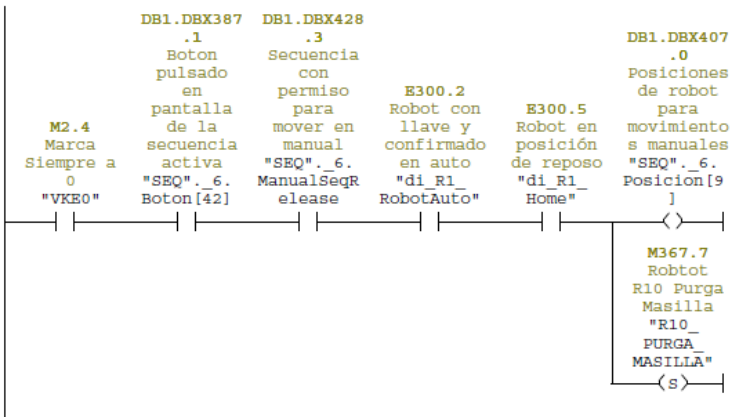 M2.4
Marca
Siempre a
0
"VKE0"
DB1.DBX387
.1
Boton
pulsado
en
pantalla
de la
secuencia
activa
"SEQ"._6.
Boton[42]
DB1.DBX428
.3
Secuencia
con
permiso
para
mover en
manual
"SEQ"._6.
ManualSeqR
elease
E300.2
Robot con
llave y
confirmado
en auto
"di_R1_
RobotAuto"
E300.5
Robot en
posición
de reposo
"di_R1_
Home"
DB1.DBX407
.0
Posiciones
de robot
para
movimiento
s manuales
"SEQ"._6.
Posicion[9
]
M367.7
Robtot
R10 Purga
Masilla
"R10_
PURGA_
MASILLA"
S